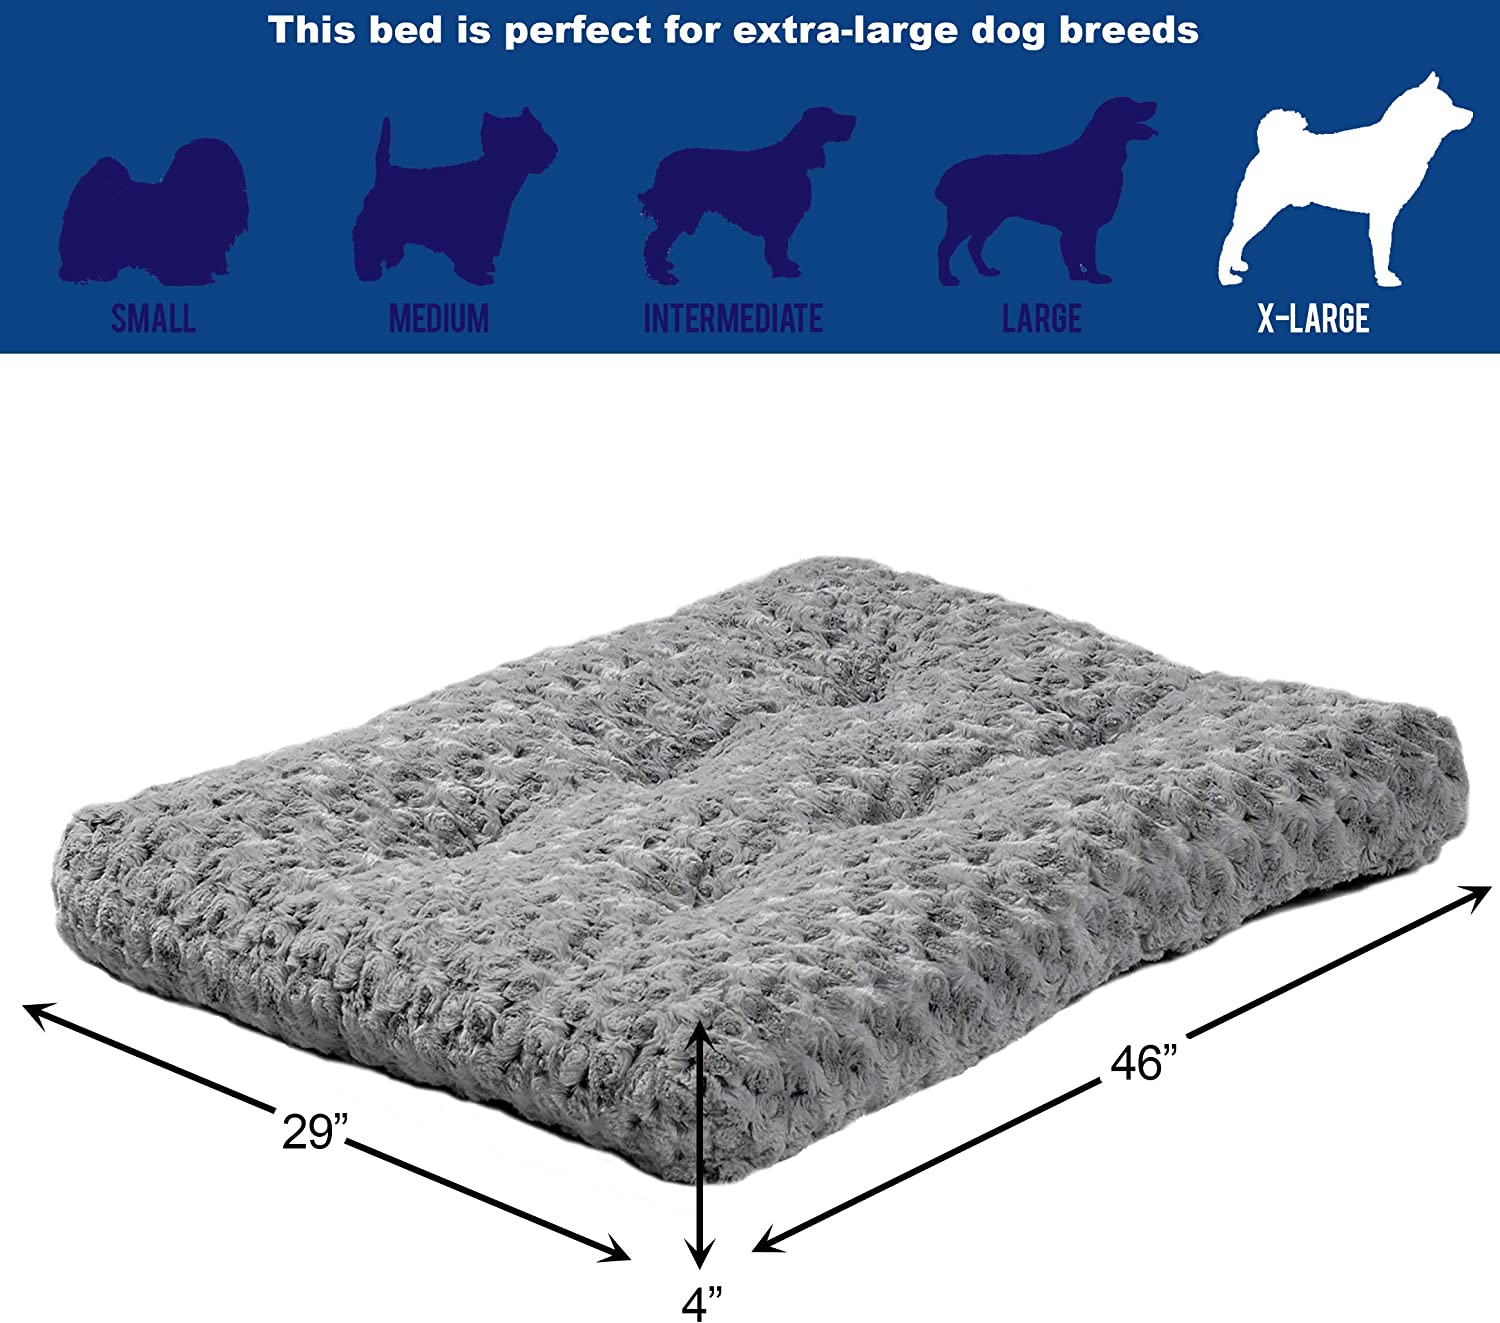 This bed is perfect for extra-large dog breeds
SMALL MEDIUM INTERMEDIATE LARGE X-LARGE
46”
29”
4”